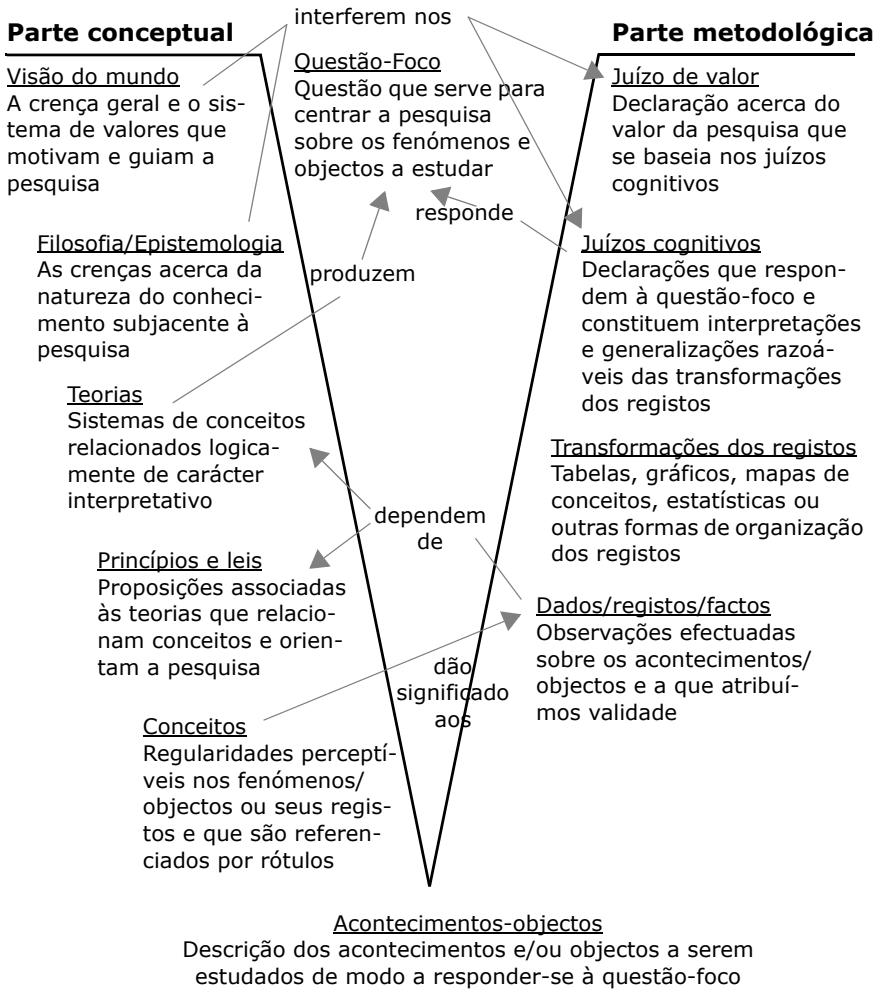 interferem nos
Parte conceptual
Parte metodológica
Visão do mundo
A crença geral e o sis-
tema de valores que
motivam e guiam a
pesquisa
Questão-Foco
Questão que serve para
centrar a pesquisa
sobre os fenómenos e
objectos a estudar
Juízo de valor
Declaração acerca do
valor da pesquisa que
se baseia nos juízos
cognitivos
responde
Filosofia/Epistemologia
As crenças acerca da
natureza do conheci-
mento subjacente à
pesquisa
produzem
Juízos cognitivos
Declarações que respon-
dem à questão-foco e
constituem interpretações
e generalizações razoá-
veis das transformações
dos registos
Teorias
Sistemas de conceitos
relacionados logica-
mente de carácter
interpretativo
Transformações dos registos
Tabelas, gráficos, mapas de
conceitos, estatísticas ou
outras formas de organização
dos registos
dependem
de
Princípios e leis
Proposições associadas
às teorias que relacio-
nam conceitos e orien-
tam a pesquisa
Dados/registos/factos
Observações efectuadas
sobre os acontecimentos/
objectos e a que atribuí-
mos validade
dão
significado
aos
Conceitos
Regularidades perceptí-
veis nos fenómenos/
objectos ou seus regis-
tos e que são referen-
ciados por rótulos
Acontecimentos-objectos
Descrição dos acontecimentos e/ou objectos a serem
estudados de modo a responder-se à questão-foco